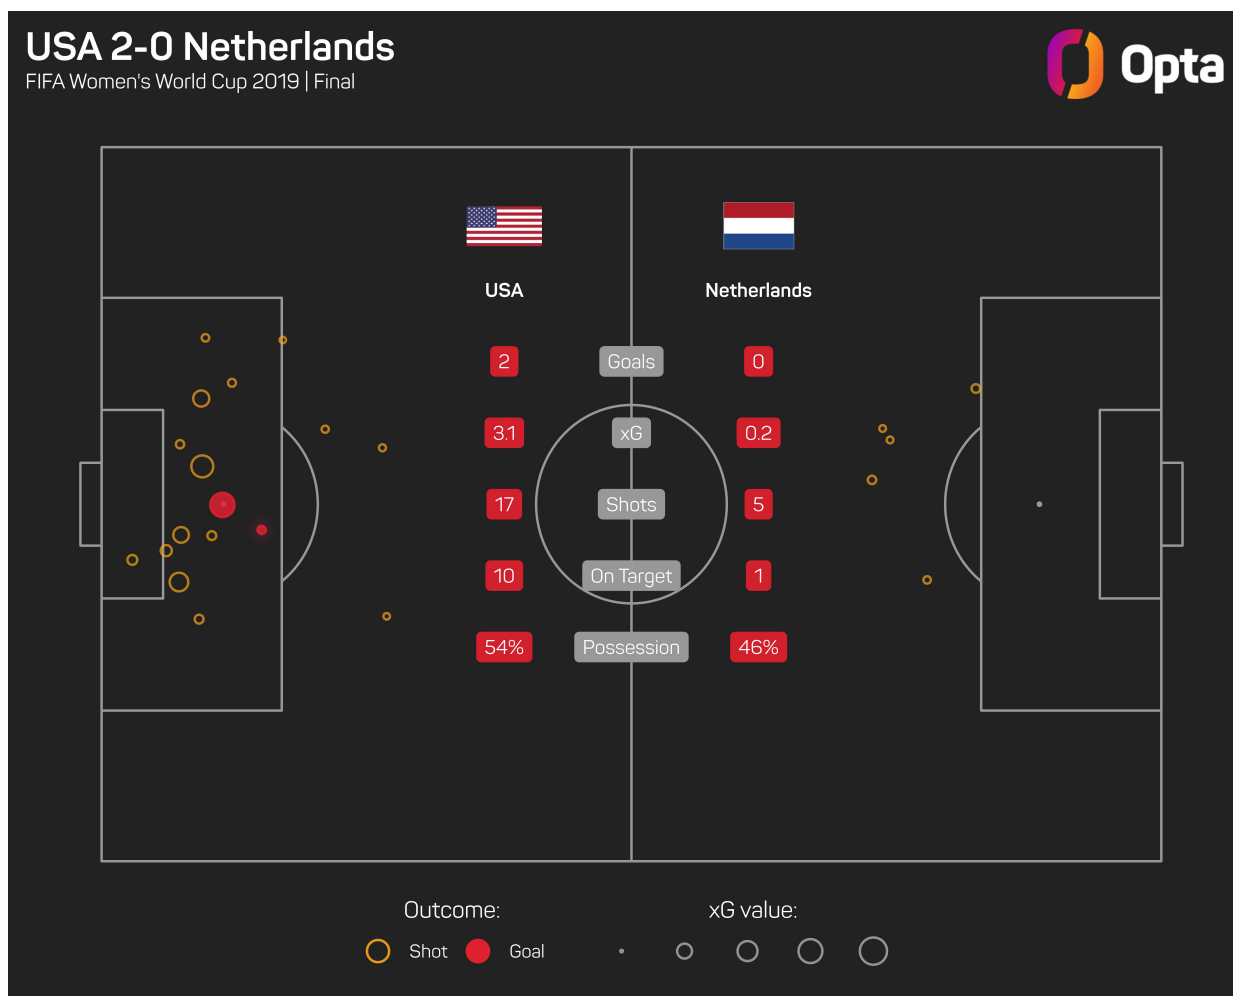 USA 2-0 Netherlands
FIFA Women's World Cup 2019 | Final
Opta
USA
Netherlands
2 Goals 0
3.1 xG 0.2
17 Shots 5
10 On Target 1
54% Possession 46%
Outcome: xG value:
Shot Goal